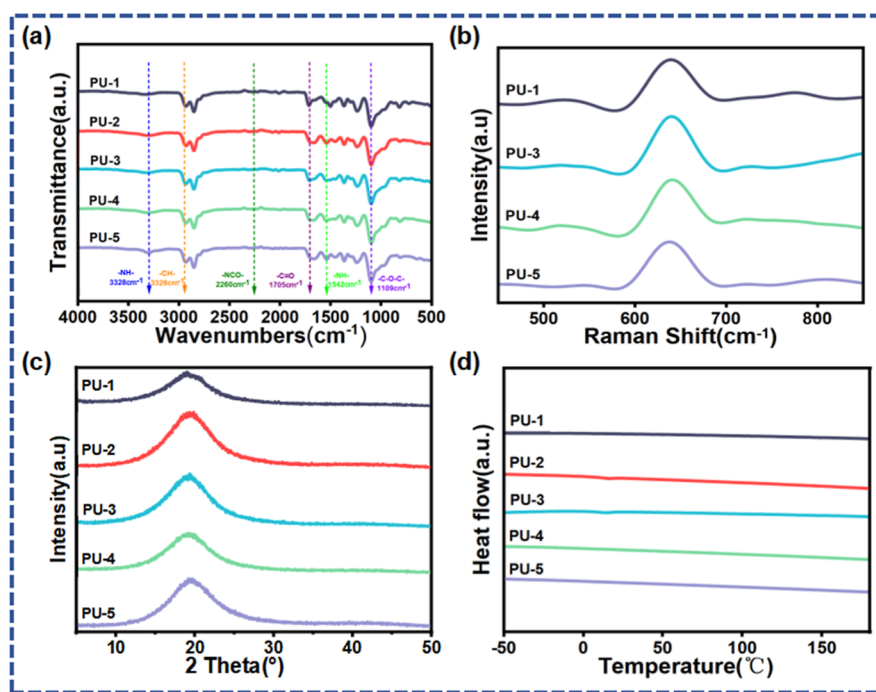 (a)
Transmittance(a.u.)
PU-1
PU-2
PU-3
PU-4
PU-5
-NH-
3328cm⁻¹
-CH-
3328cm⁻¹
-NCO-
2260cm⁻¹
-C=O
1705cm⁻¹
-NH-
1542cm⁻¹
-C-O-C-
1109cm⁻¹
4000 3500 3000 2500 2000 1500 1000 500
Wavenumbers(cm⁻¹)
(b)
Intensity(a.u)
PU-1
PU-3
PU-4
PU-5
500 600 700 800
Raman Shift(cm⁻¹)
(c)
Intensity(a.u)
PU-1
PU-2
PU-3
PU-4
PU-5
10 20 30 40 50
2 Theta(°)
(d)
Heat flow(a.u.)
PU-1
PU-2
PU-3
PU-4
PU-5
-50 0 50 100 150
Temperature(℃)